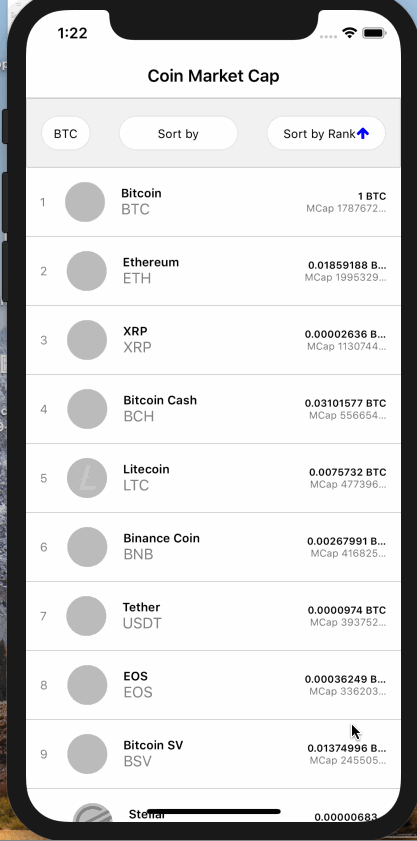 1:22
Coin Market Cap
BTC
Sort by
Sort by Rank
1
Bitcoin
BTC
1 BTC
MCap 1787672...
2
Ethereum
ETH
0.01859188 B...
MCap 1995329...
3
XRP
XRP
0.00002636 B...
MCap 1130744...
4
Bitcoin Cash
BCH
0.03101577 BTC
MCap 556654...
5
Litecoin
LTC
0.0075732 BTC
MCap 477396...
6
Binance Coin
BNB
0.00267991 B...
MCap 416825...
7
Tether
USDT
0.0000974 BTC
MCap 393752...
8
EOS
EOS
0.00036249 B...
MCap 336203...
9
Bitcoin SV
BSV
0.01374996 B...
MCap 245505...
Stellar
0.00000683